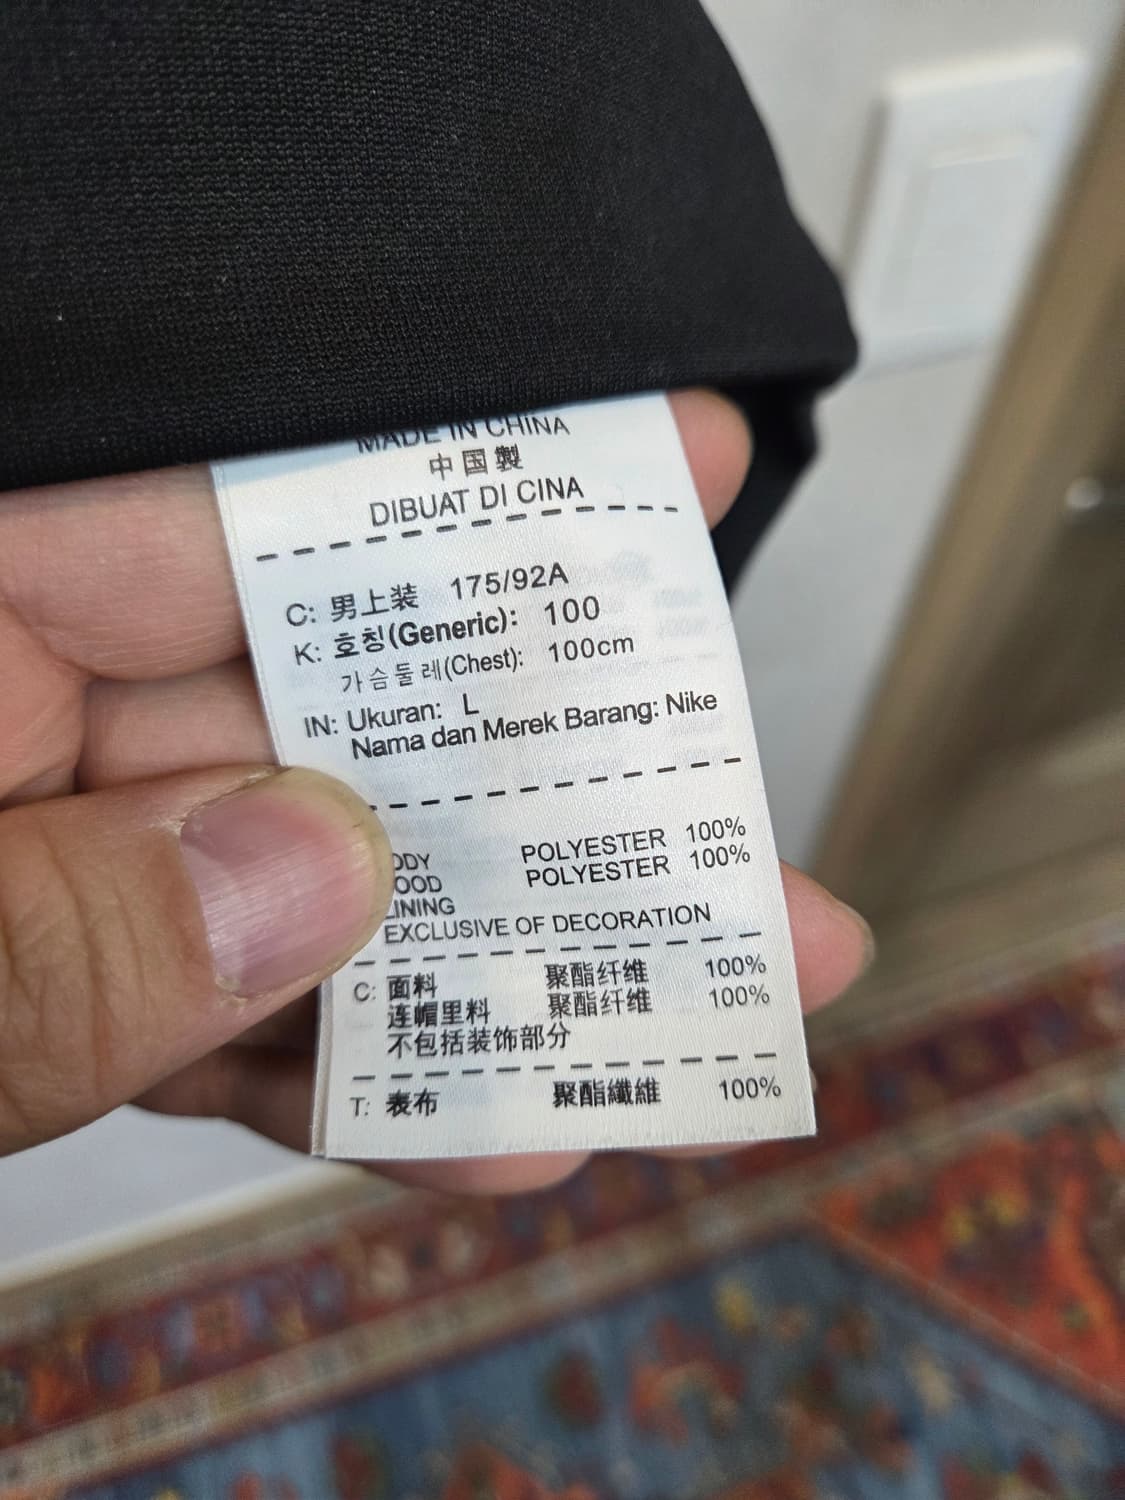 MADE IN CHINA
中国製
DIBUAT DI CINA
C: 男上装 175/92A
K: 호칭(Generic): 100
가슴둘레(Chest): 100cm
IN: Ukuran: L
Nama dan Merek Barang: Nike
POLYESTER 100%
POLYESTER 100%
EXCLUSIVE OF DECORATION
C: 面料 聚酯纤维 100%
连帽里料 聚酯纤维 100%
不包括装饰部分
T: 表布 聚酯纖維 100%